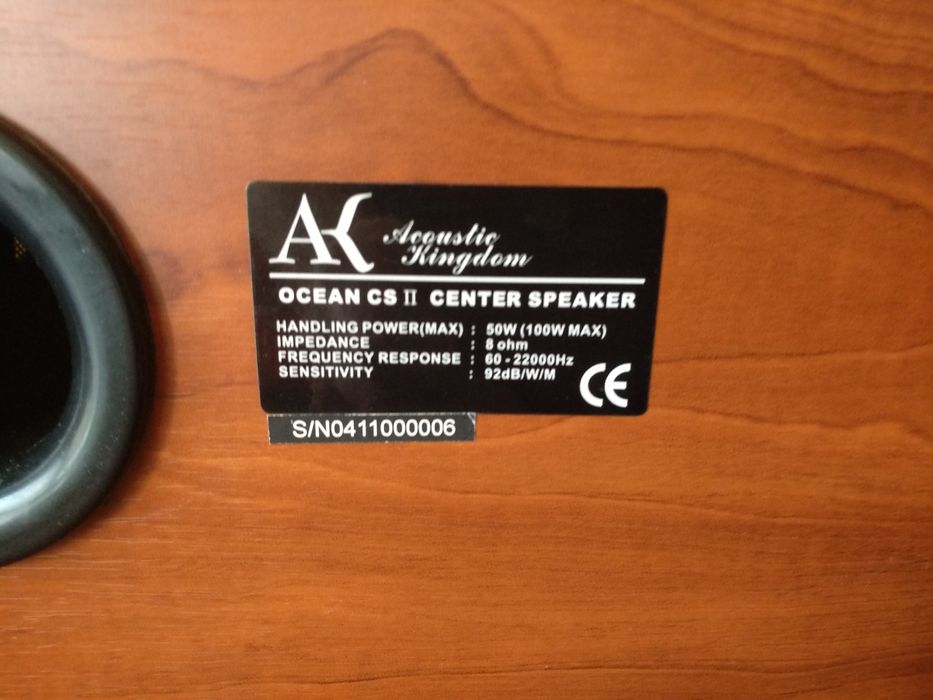 AK
Acoustic
Kingdom
OCEAN CS II CENTER SPEAKER
HANDLING POWER(MAX) : 50W (100W MAX)
IMPEDANCE : 8 ohm
FREQUENCY RESPONSE : 60 - 22000Hz
SENSITIVITY : 92dB/W/M
CE
S/N0411000006